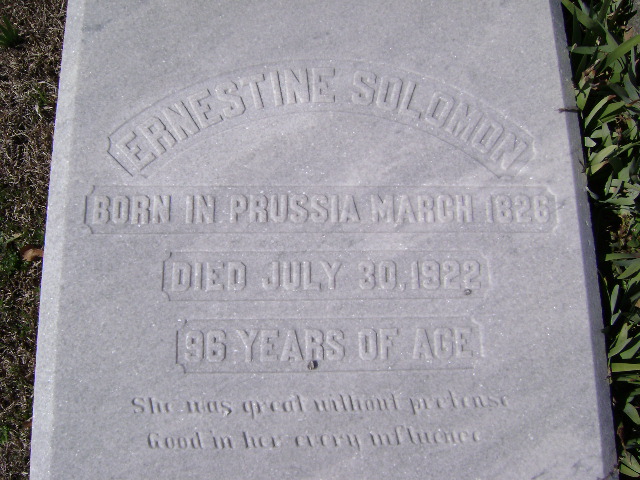 ERNESTINE SOLOMON
BORN IN PRUSSIA MARCH 1826
DIED JULY 30, 1922
96 YEARS OF AGE
She was great without pretense
Good in her every influence